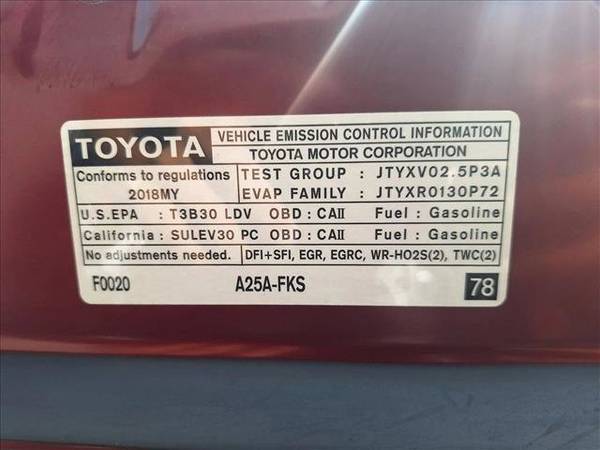 TOYOTA VEHICLE EMISSION CONTROL INFORMATION
TOYOTA MOTOR CORPORATION
Conforms to regulations TEST GROUP : JTYXV02.5P3A
2018MY EVAP FAMILY : JTYXR0130P72
U.S.EPA : T3B30 LDV OBD : CAII Fuel : Gasoline
California : SULEV30 PC OBD : CAII Fuel : Gasoline
No adjustments needed. DFI+SFI, EGR, EGRC, WR-HO2S(2), TWC(2)
F0020 A25A-FKS 78